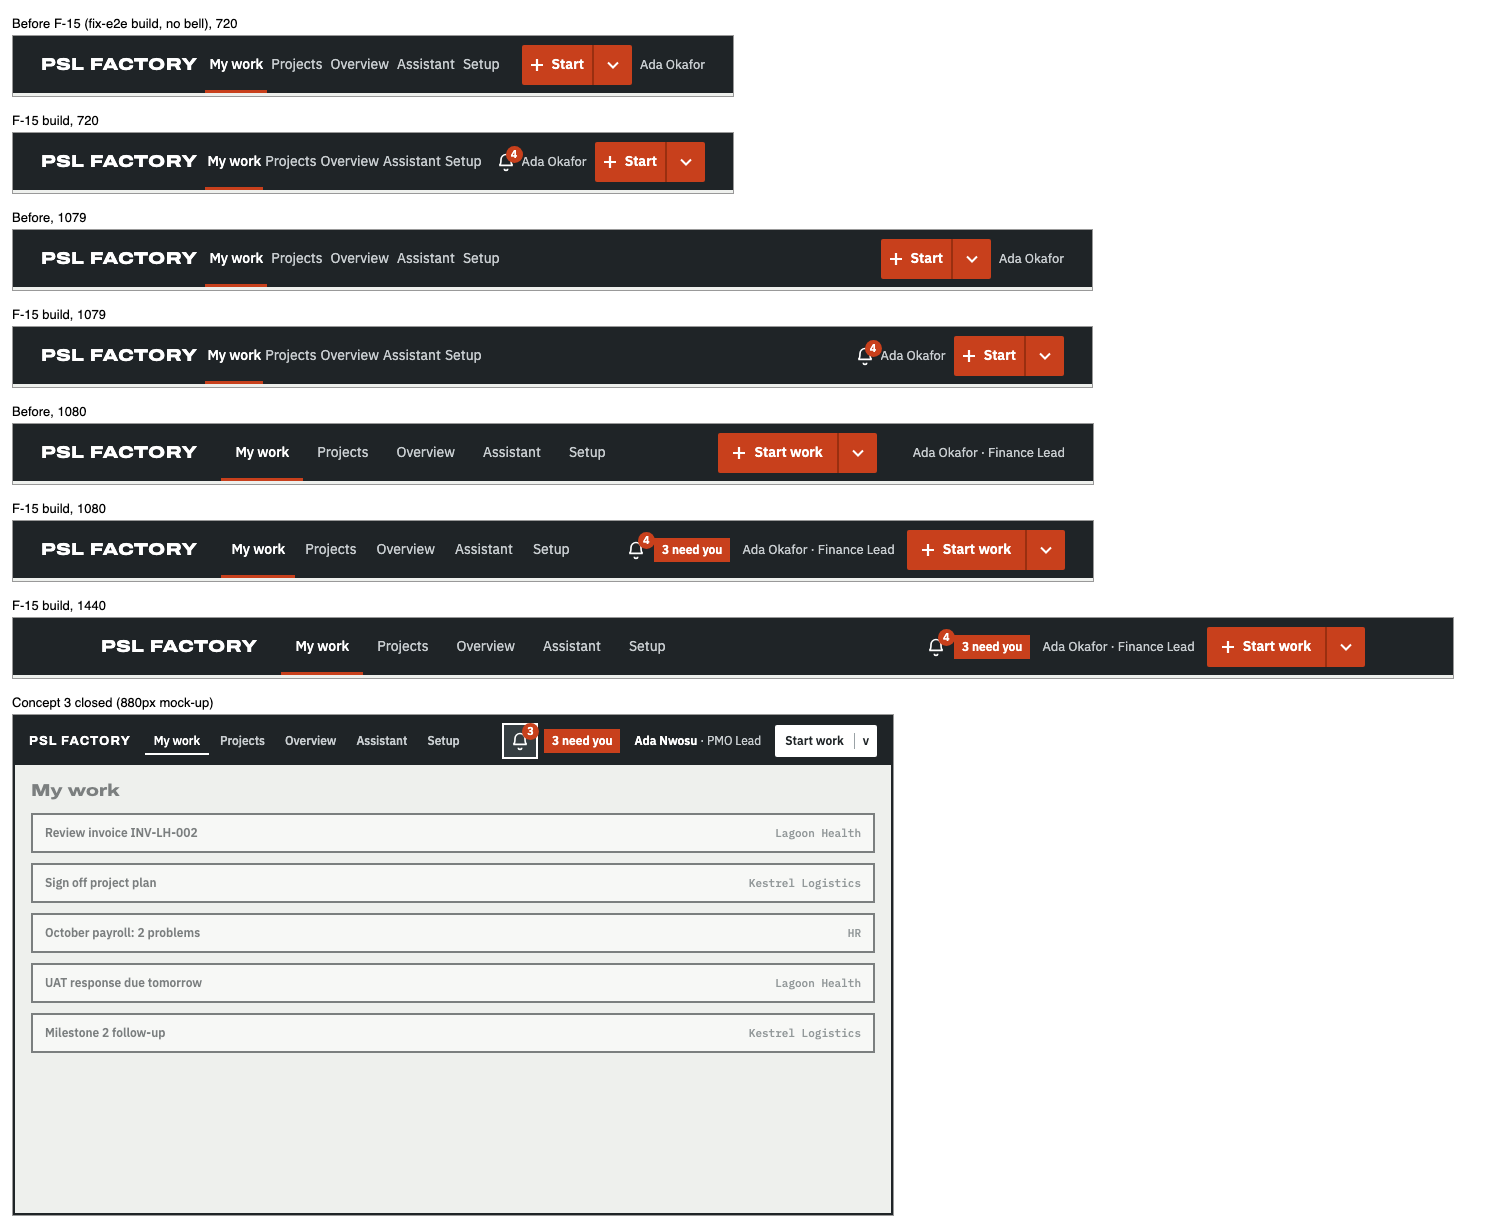 Before F-15 (fix-e2e build, no bell), 720
PSL FACTORY My work Projects Overview Assistant Setup + Start Ada Okafor
F-15 build, 720
PSL FACTORY My work Projects Overview Assistant Setup 4 Ada Okafor + Start
Before, 1079
PSL FACTORY My work Projects Overview Assistant Setup + Start Ada Okafor
F-15 build, 1079
PSL FACTORY My work Projects Overview Assistant Setup 4 Ada Okafor + Start
Before, 1080
PSL FACTORY My work Projects Overview Assistant Setup + Start work Ada Okafor · Finance Lead
F-15 build, 1080
PSL FACTORY My work Projects Overview Assistant Setup 4 3 need you Ada Okafor · Finance Lead + Start work
F-15 build, 1440
PSL FACTORY My work Projects Overview Assistant Setup 4 3 need you Ada Okafor · Finance Lead + Start work
Concept 3 closed (880px mock-up)
PSL FACTORY My work Projects Overview Assistant Setup 3 3 need you Ada Nwosu · PMO Lead Start work v
My work
Review invoice INV-LH-002 Lagoon Health
Sign off project plan Kestrel Logistics
October payroll: 2 problems HR
UAT response due tomorrow Lagoon Health
Milestone 2 follow-up Kestrel Logistics